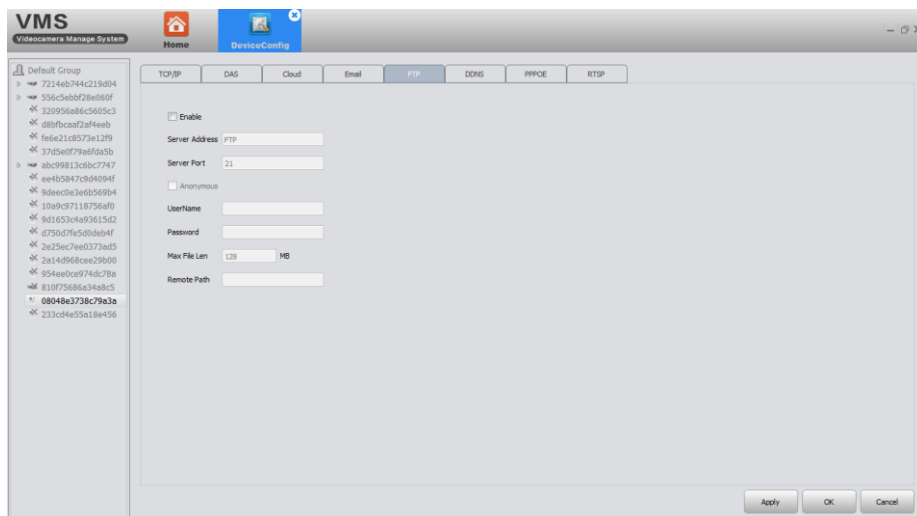 VMS
Videocamera Manage System
Home
DeviceConfig
Default Group
7214eb744c219d04
556c5ebbf28e060f
320956a86c5605c3
d8bfbcaaf2af4eeb
fe6e21c8573e12f9
37d5e0f79a6fda5b
abc99813c6bc7747
ee4b5847c9d4094f
9deec0e3e6b569b4
10a9c97118756af0
9d1653c4a93615d2
d750d7fe5d0deb4f
2e25ec7ee0373ad5
2a14d968cee29b00
954ee0ce974dc78a
810f75686a34a8c5
08048e3738c79a3a
233cd4e55a18e456
TCP/IP DAS Cloud Email FTP DDNS PPPOE RTSP
Enable
Server Address FTP
Server Port 21
Anonymous
UserName
Password
Max File Len 128 MB
Remote Path
Apply OK Cancel